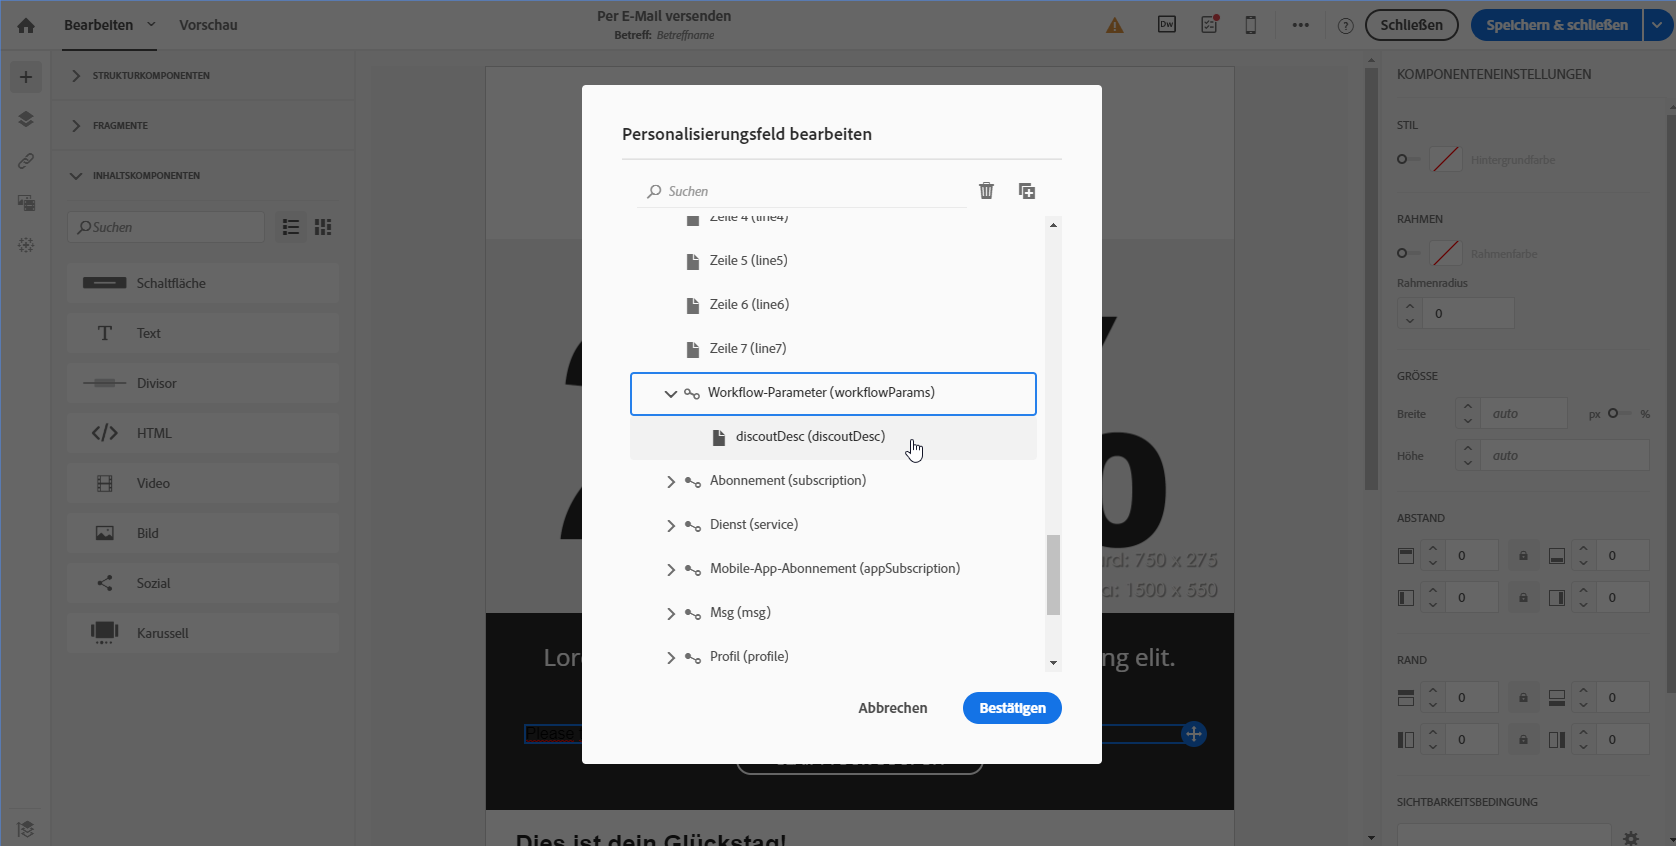 Bearbeiten
Vorschau
Per E-Mail versenden
Betreff: Betreffname
Dw
Schließen
Speichern & schließen
STRUKTURKOMPONENTEN
FRAGMENTE
INHALTSKOMPONENTEN
Suchen
Schaltfläche
Text
Divisor
HTML
Video
Bild
Sozial
Karussell
Personalisierungsfeld bearbeiten
Suchen
Zeile 4 (line4)
Zeile 5 (line5)
Zeile 6 (line6)
Zeile 7 (line7)
Workflow-Parameter (workflowParams)
discoutDesc (discoutDesc)
Abonnement (subscription)
Dienst (service)
Mobile-App-Abonnement (appSubscription)
Msg (msg)
Profil (profile)
Abbrechen
Bestätigen
rd: 750 x 275
a: 1500 x 550
Lor
ng elit.
Please
Dies ist dein Glückstag!
KOMPONENTENEINSTELLUNGEN
STIL
Hintergrundfarbe
RAHMEN
Rahmenfarbe
Rahmenradius
0
GRÖSSE
Breite
auto
px
%
Höhe
auto
ABSTAND
0
0
0
0
RAND
0
0
0
0
SICHTBARKEITSBEDINGUNG